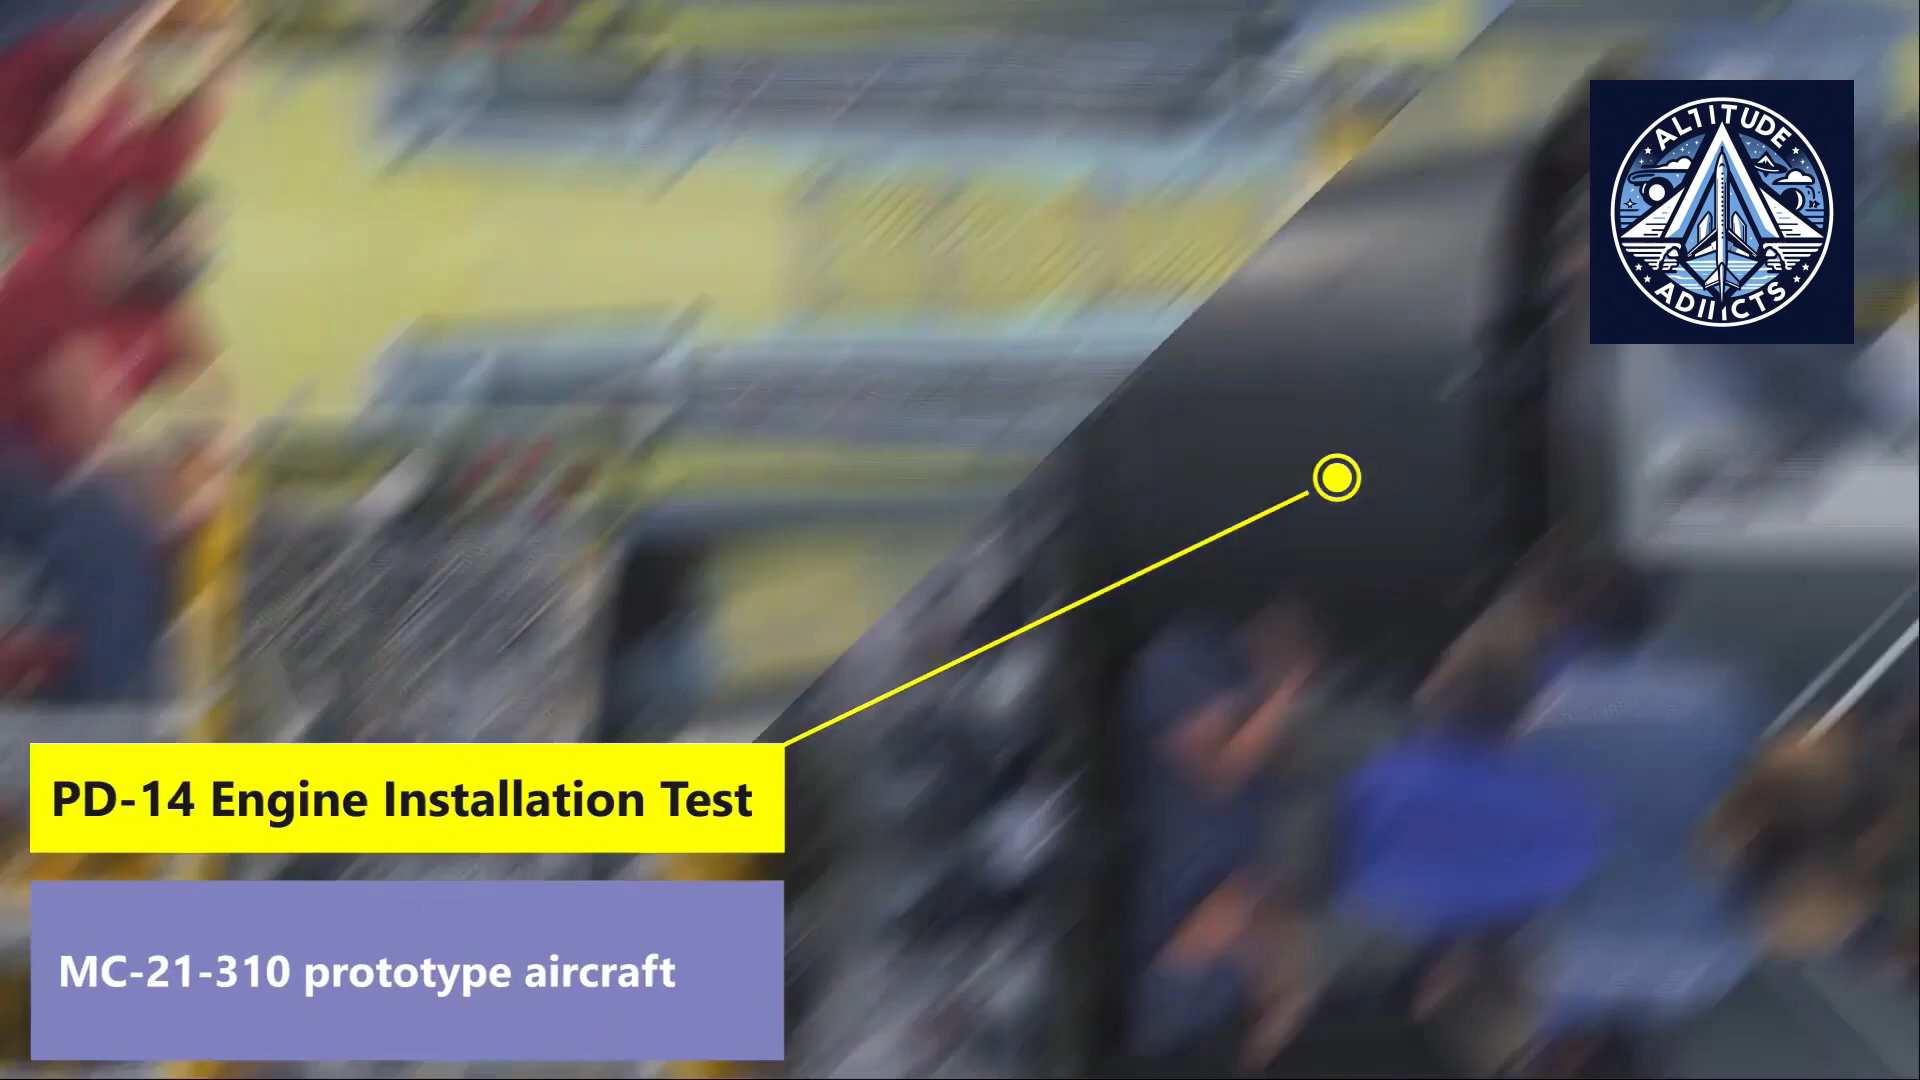 ALTITUDE
ADIICTS
PD-14 Engine Installation Test
MC-21-310 prototype aircraft